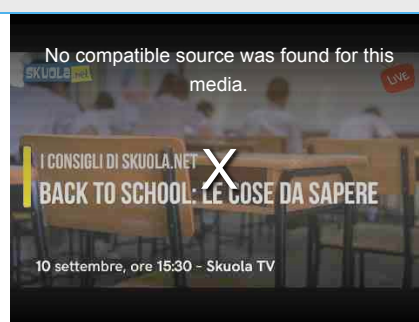 No compatible source was found for this
media.
SKUOLA.net
LIVE
I CONSIGLI DI SKUOLA.NET
X
BACK TO SCHOOL: LE COSE DA SAPERE
10 settembre, ore 15:30 - Skuola TV